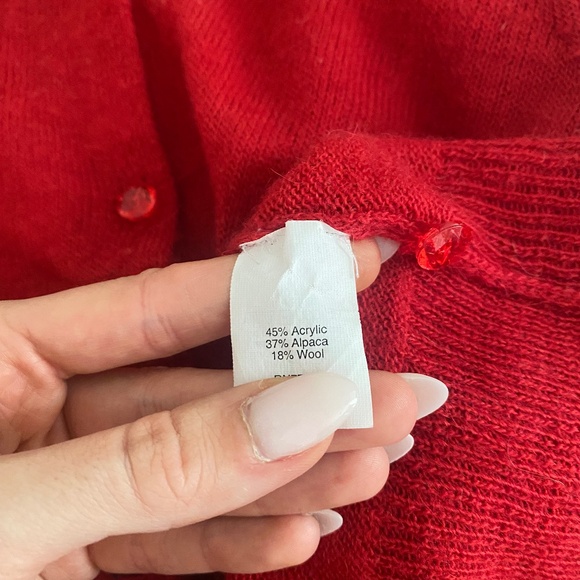 45% Acrylic
37% Alpaca
18% Wool